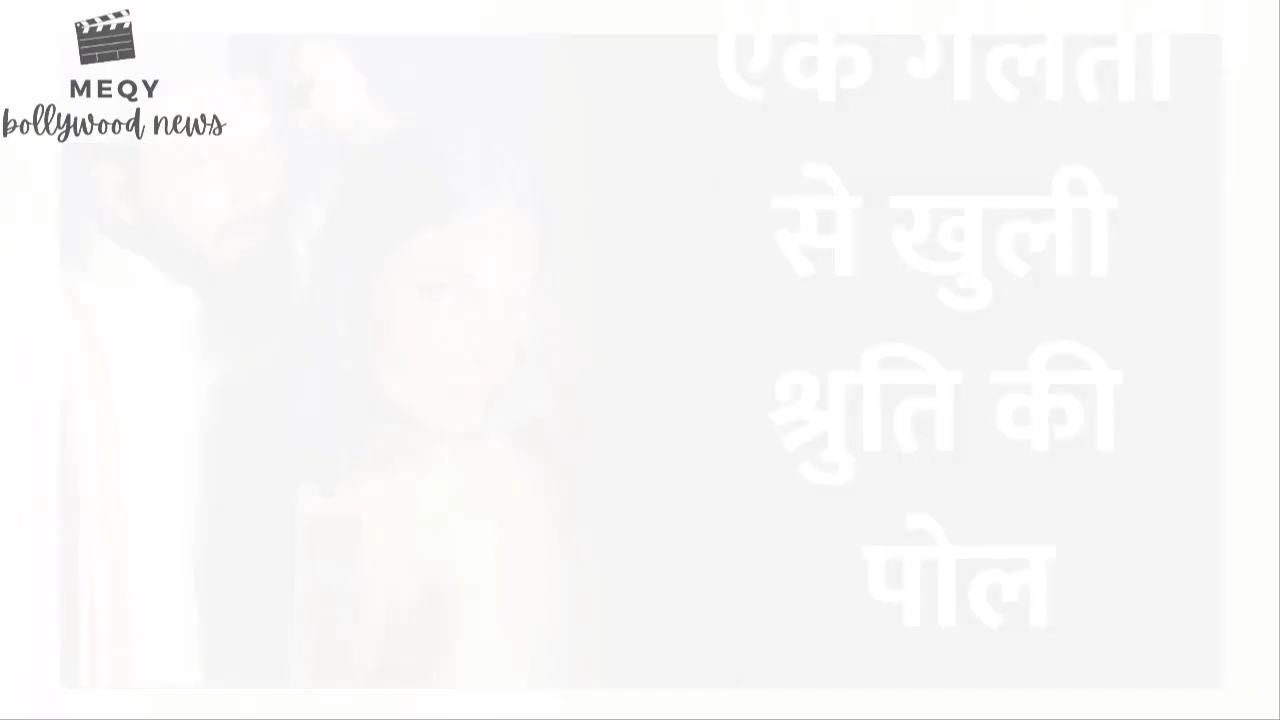 MEQY
bollywood news
एक गलती
से खुली
श्रुति की
पोल